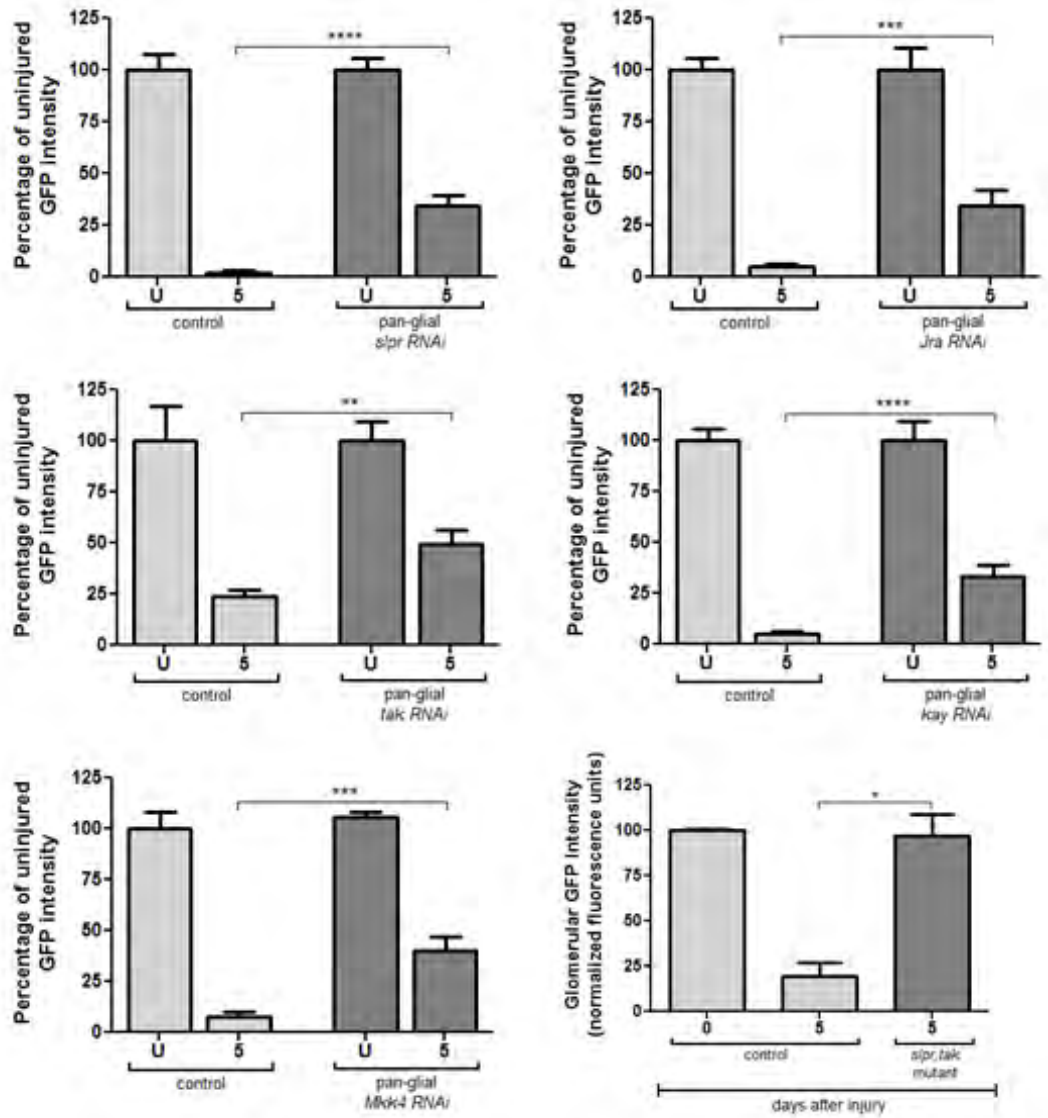 Percentage of uninjured
GFP intensity
125
100
75
50
25
0
****
U 5 U 5
control pan-glial
slpr RNAi
Percentage of uninjured
GFP intensity
125
100
75
50
25
0
***
U 5 U 5
control pan-glial
Jra RNAi
Percentage of uninjured
GFP intensity
125
100
75
50
25
0
**
U 5 U 5
control pan-glial
tak RNAi
Percentage of uninjured
GFP intensity
125
100
75
50
25
0
****
U 5 U 5
control pan-glial
kay RNAi
Percentage of uninjured
GFP intensity
125
100
75
50
25
0
***
U 5 U 5
control pan-glial
Mkk4 RNAi
Glomerular GFP Intensity
(normalized fluorescence units)
125
100
75
50
25
0
*
0 5 5
control slpr,tak
mutant
days after injury